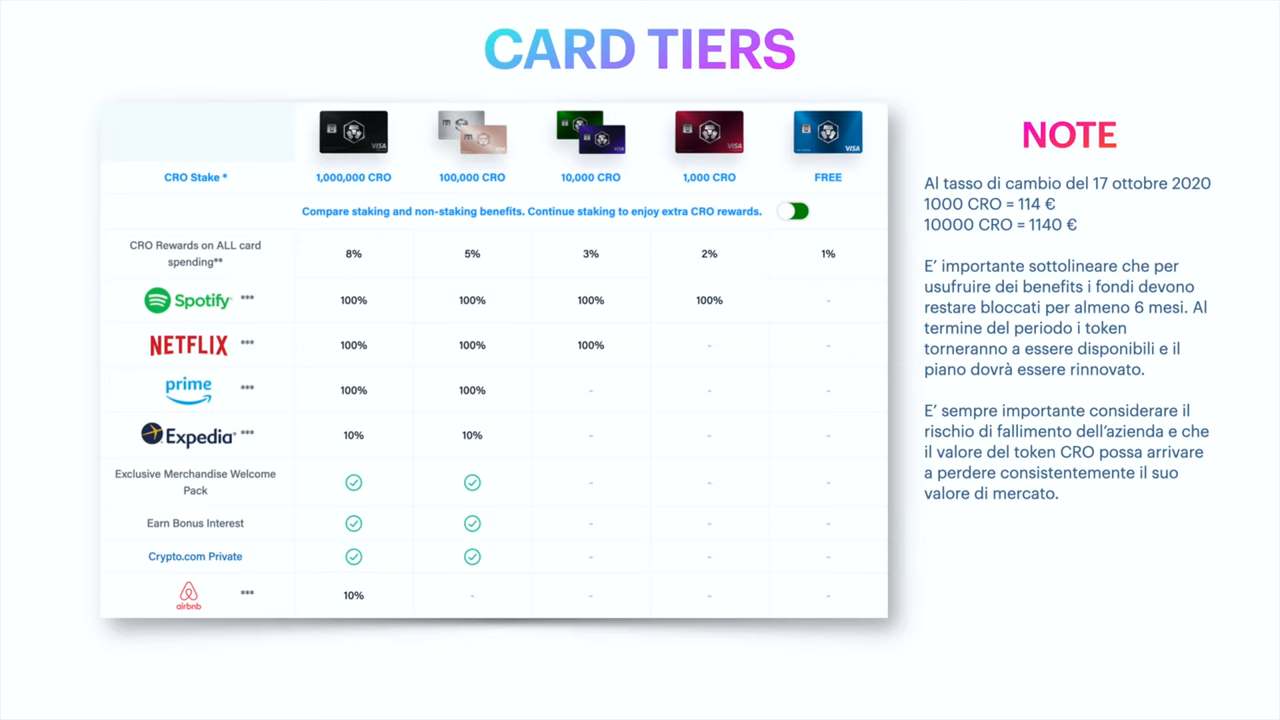 CARD TIERS
VISA VISA VISA VISA VISA
CRO Stake * 1,000,000 CRO 100,000 CRO 10,000 CRO 1,000 CRO FREE
Compare staking and non-staking benefits. Continue staking to enjoy extra CRO rewards.
CRO Rewards on ALL card
spending** 8% 5% 3% 2% 1%
Spotify *** 100% 100% 100% 100% -
NETFLIX *** 100% 100% 100% - -
prime *** 100% 100% - - -
Expedia *** 10% 10% - - -
Exclusive Merchandise Welcome
Pack - - -
Earn Bonus Interest - - -
Crypto.com Private - - -
airbnb *** 10% - - - -
NOTE
Al tasso di cambio del 17 ottobre 2020
1000 CRO = 114 €
10000 CRO = 1140 €
E' importante sottolineare che per
usufruire dei benefits i fondi devono
restare bloccati per almeno 6 mesi. Al
termine del periodo i token
torneranno a essere disponibili e il
piano dovrà essere rinnovato.
E' sempre importante considerare il
rischio di fallimento dell'azienda e che
il valore del token CRO possa arrivare
a perdere consistentemente il suo
valore di mercato.